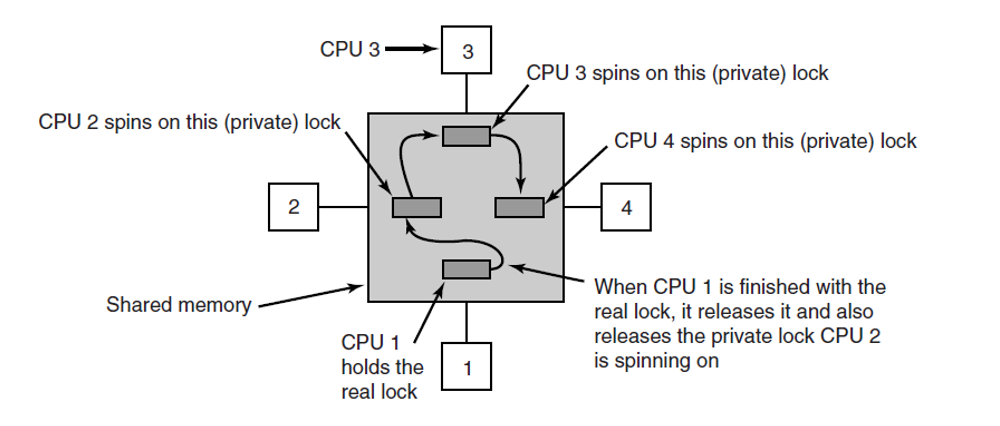 CPU 3
3
CPU 3 spins on this (private) lock
CPU 2 spins on this (private) lock
CPU 4 spins on this (private) lock
2
4
Shared memory
CPU 1
holds the
real lock
1
When CPU 1 is finished with the
real lock, it releases it and also
releases the private lock CPU 2
is spinning on